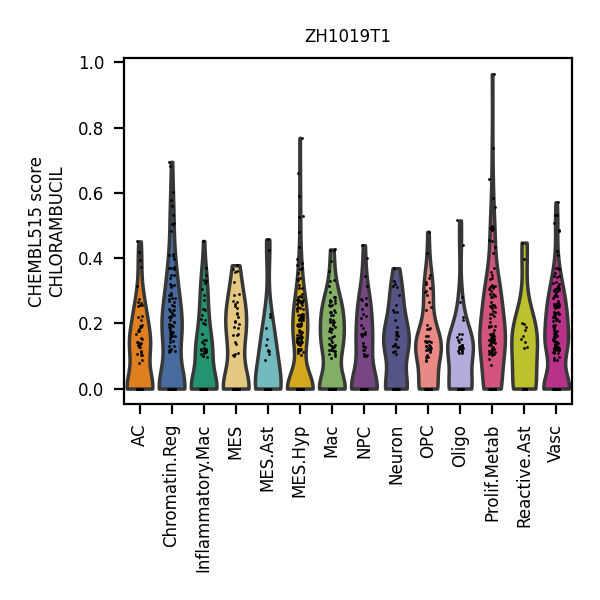 ZH1019T1
CHEMBL515 score
CHLORAMBUCIL
1.0
0.8
0.6
0.4
0.2
0.0
AC
Chromatin.Reg
Inflammatory.Mac
MES
MES.Ast
MES.Hyp
Mac
NPC
Neuron
OPC
Oligo
Prolif.Metab
Reactive.Ast
Vasc